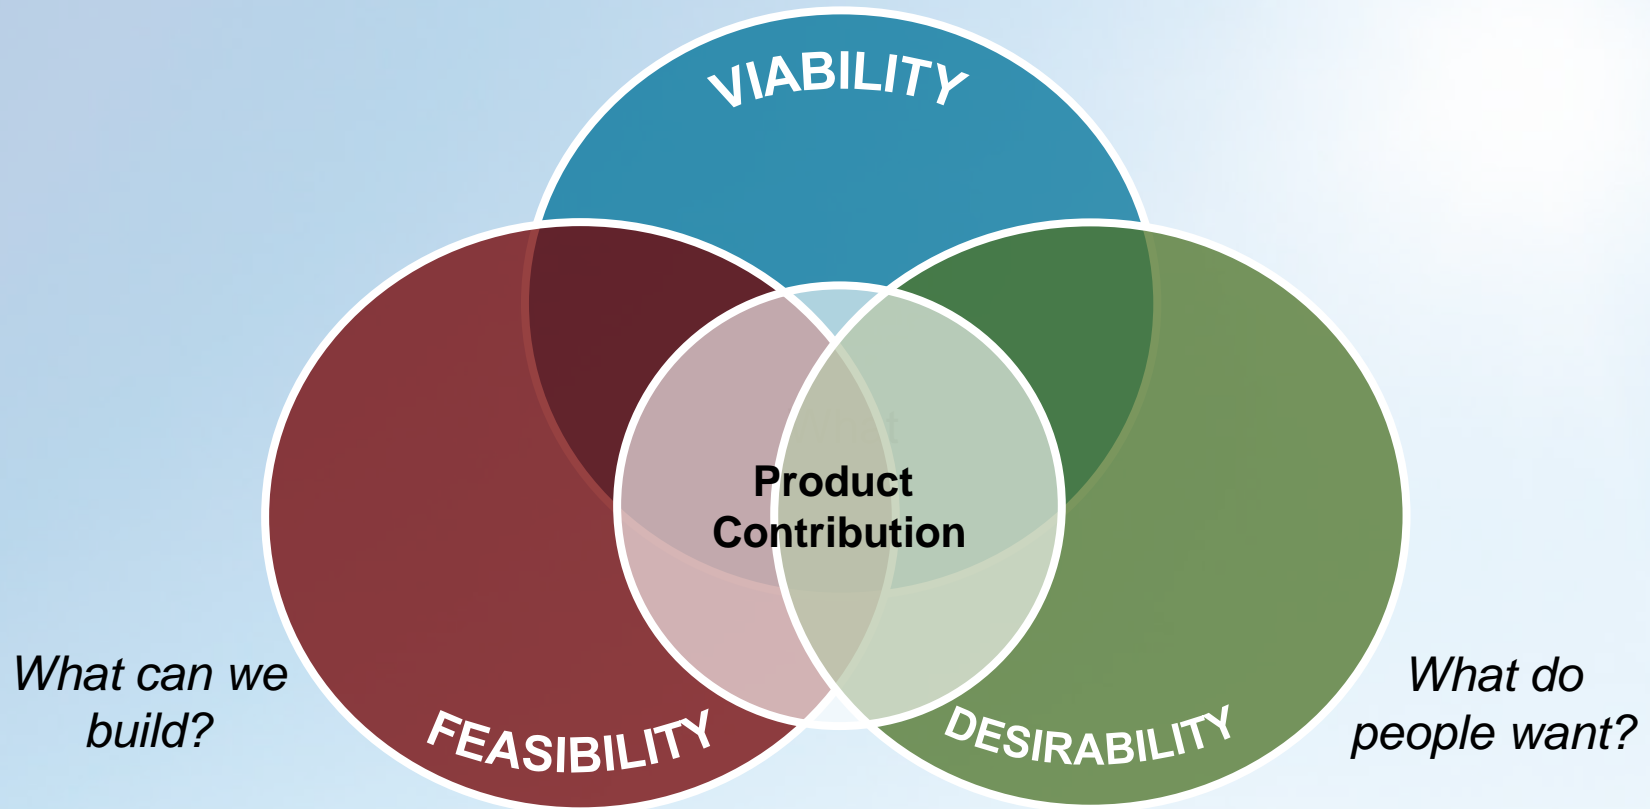 VIABILITY
Product
Contribution
What can we
build?
FEASIBILITY
DESIRABILITY
What do
people want?